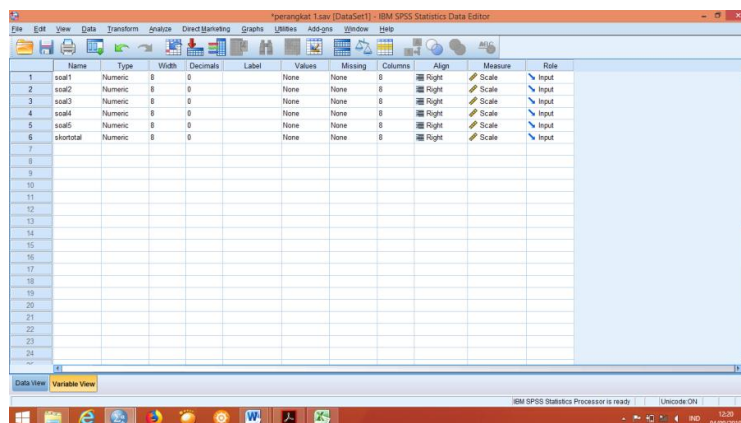 *perangkat 1.sav [DataSet1] - IBM SPSS Statistics Data Editor
File Edit View Data Transform Analyze Direct Marketing Graphs Utilities Add-ons Window Help
Name Type Width Decimals Label Values Missing Columns Align Measure Role
1 soal1 Numeric 8 0 None None 8 Right Scale Input
2 soal2 Numeric 8 0 None None 8 Right Scale Input
3 soal3 Numeric 8 0 None None 8 Right Scale Input
4 soal4 Numeric 8 0 None None 8 Right Scale Input
5 soal5 Numeric 8 0 None None 8 Right Scale Input
6 skortotal Numeric 8 0 None None 8 Right Scale Input
7
8
9
10
11
12
13
14
15
16
17
18
19
20
21
22
23
24
Data View Variable View
IBM SPSS Statistics Processor is ready Unicode:ON
IND 12:20